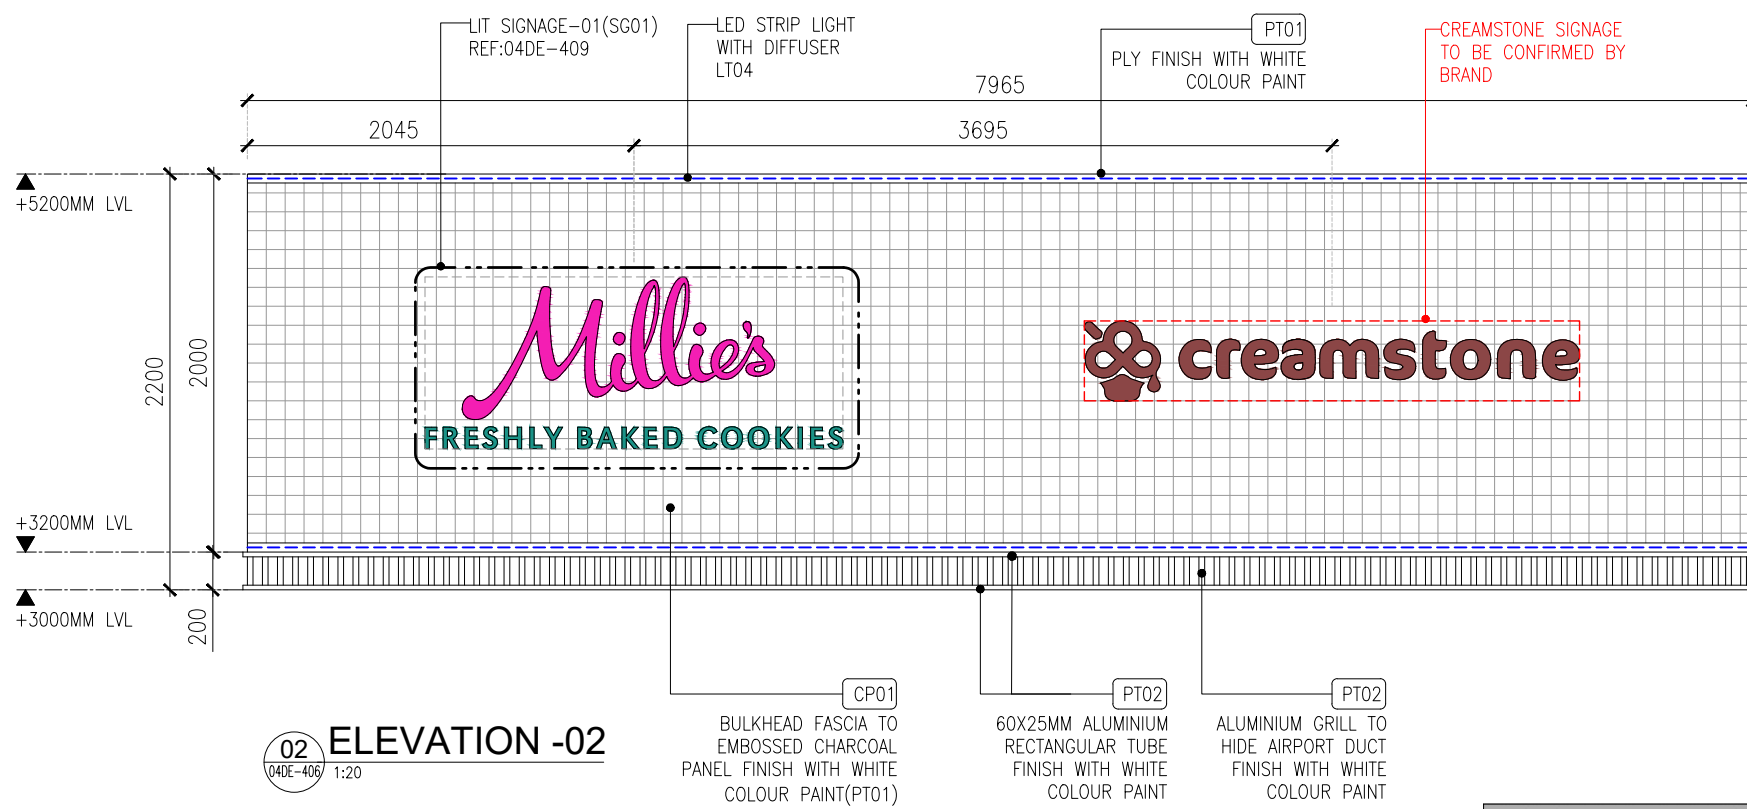 LIT SIGNAGE-01(SG01)
REF:04DE-409
LED STRIP LIGHT
WITH DIFFUSER
LT04
PT01
PLY FINISH WITH WHITE
COLOUR PAINT
CREAMSTONE SIGNAGE
TO BE CONFIRMED BY
BRAND
7965
2045
3695
+5200MM LVL
2200
2000
+3200MM LVL
+3000MM LVL
200
Millie's
FRESHLY BAKED COOKIES
creamstone
CP01
BULKHEAD FASCIA TO
EMBOSSED CHARCOAL
PANEL FINISH WITH WHITE
COLOUR PAINT(PT01)
PT02
60X25MM ALUMINIUM
RECTANGULAR TUBE
FINISH WITH WHITE
COLOUR PAINT
PT02
ALUMINIUM GRILL TO
HIDE AIRPORT DUCT
FINISH WITH WHITE
COLOUR PAINT
02
04DE-406
ELEVATION -02
1:20